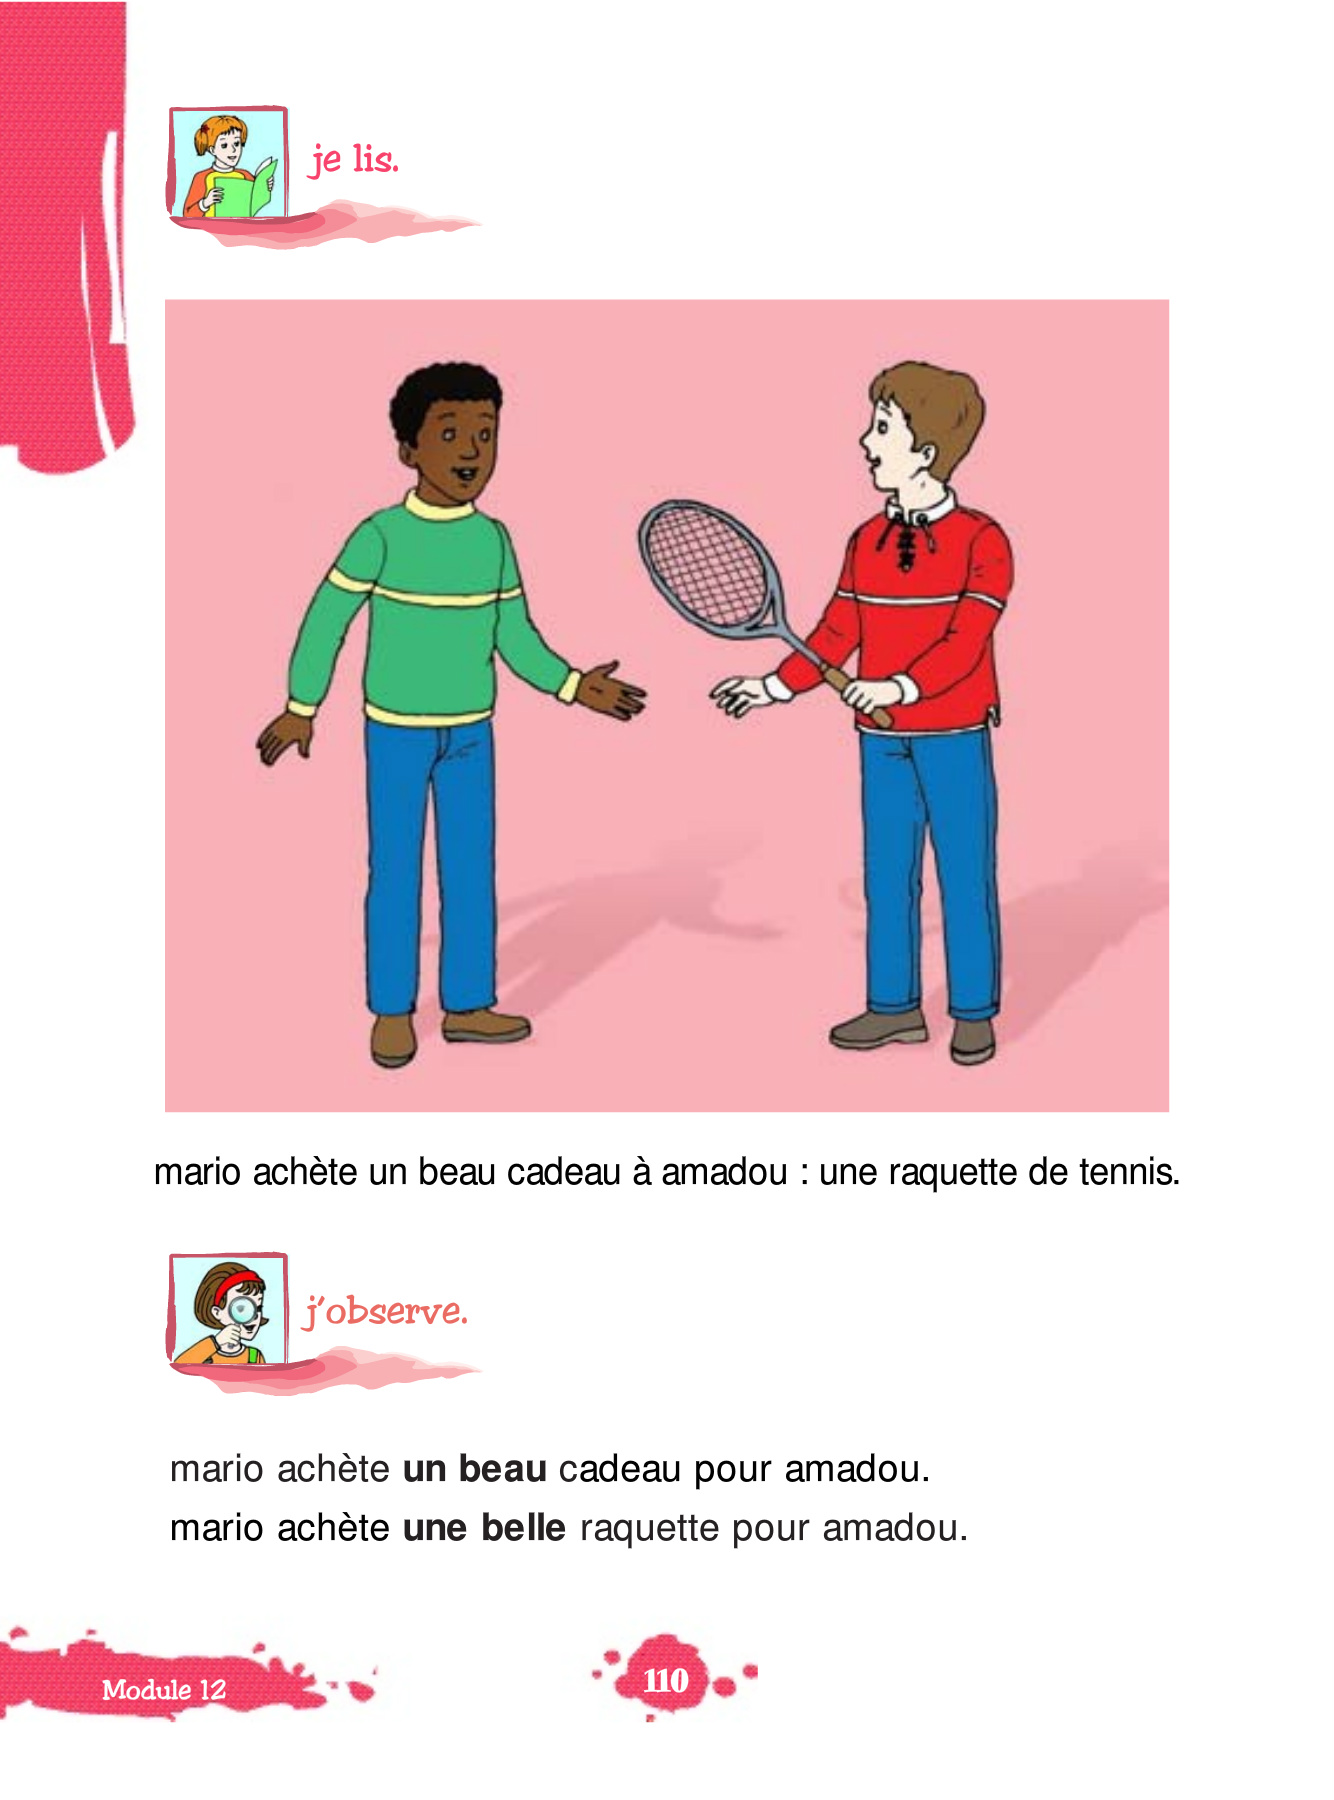 je lis.
mario achète un beau cadeau à amadou : une raquette de tennis.
j'observe.
mario achète un beau cadeau pour amadou.
mario achète une belle raquette pour amadou.
Module 12
110